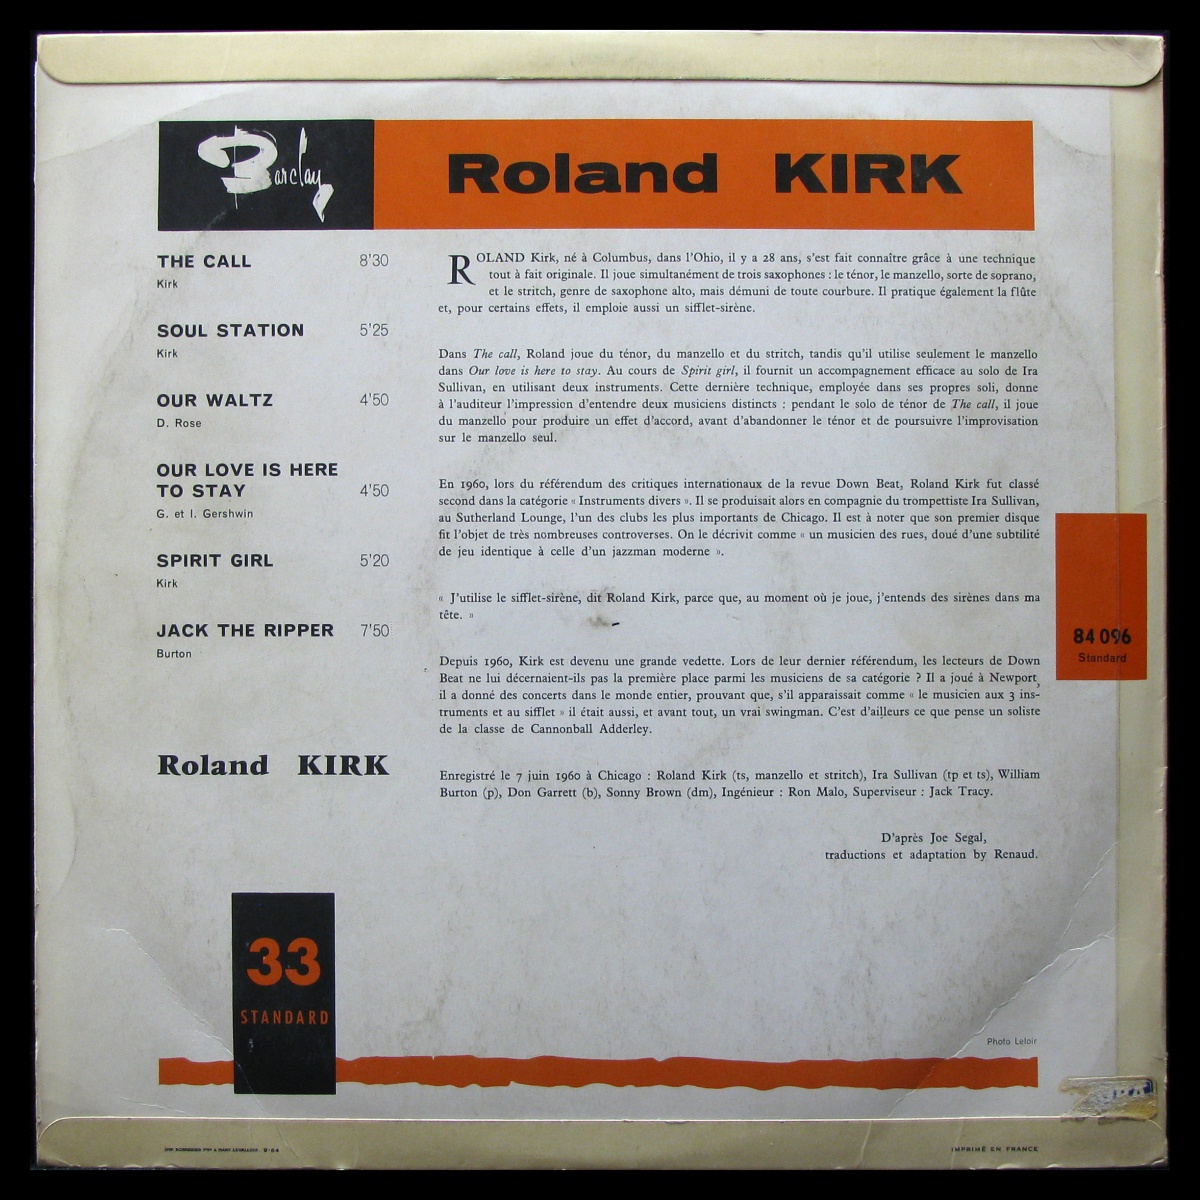 Barclay
Roland KIRK
THE CALL 8'30
Kirk
SOUL STATION 5'25
Kirk
OUR WALTZ 4'50
D. Rose
OUR LOVE IS HERE
TO STAY 4'50
G. et I. Gershwin
SPIRIT GIRL 5'20
Kirk
JACK THE RIPPER 7'50
Burton
Roland KIRK
33
STANDARD
ROLAND Kirk, né à Columbus, dans l'Ohio, il y a 28 ans, s'est fait connaître grâce à une technique
tout à fait originale. Il joue simultanément de trois saxophones : le ténor, le manzello, sorte de soprano,
et le stritch, genre de saxophone alto, mais démuni de toute courbure. Il pratique également la flûte
et, pour certains effets, il emploie aussi un sifflet-sirène.
Dans The call, Roland joue du ténor, du manzello et du stritch, tandis qu'il utilise seulement le manzello
dans Our love is here to stay. Au cours de Spirit girl, il fournit un accompagnement efficace au solo de Ira
Sullivan, en utilisant deux instruments. Cette dernière technique, employée dans ses propres soli, donne
à l'auditeur l'impression d'entendre deux musiciens distincts : pendant le solo de ténor de The call, il joue
du manzello pour produire un effet d'accord, avant d'abandonner le ténor et de poursuivre l'improvisation
sur le manzello seul.
En 1960, lors du référendum des critiques internationaux de la revue Down Beat, Roland Kirk fut classé
second dans la catégorie « Instruments divers ». Il se produisait alors en compagnie du trompettiste Ira Sullivan,
au Sutherland Lounge, l'un des clubs les plus importants de Chicago. Il est à noter que son premier disque
fit l'objet de très nombreuses controverses. On le décrivit comme « un musicien des rues, doué d'une subtilité
de jeu identique à celle d'un jazzman moderne ».
« J'utilise le sifflet-sirène, dit Roland Kirk, parce que, au moment où je joue, j'entends des sirènes dans ma
tête. »
Depuis 1960, Kirk est devenu une grande vedette. Lors de leur dernier référendum, les lecteurs de Down
Beat ne lui décernaient-ils pas la première place parmi les musiciens de sa catégorie ? Il a joué à Newport,
il a donné des concerts dans le monde entier, prouvant que, s'il apparaissait comme « le musicien aux 3 ins-
truments et au sifflet » il était aussi, et avant tout, un vrai swingman. C'est d'ailleurs ce que pense un soliste
de la classe de Cannonball Adderley.
Enregistré le 7 juin 1960 à Chicago : Roland Kirk (ts, manzello et stritch), Ira Sullivan (tp et ts), William
Burton (p), Don Garrett (b), Sonny Brown (dm), Ingénieur : Ron Malo, Superviseur : Jack Tracy.
D'après Joe Segal,
traductions et adaptation by Renaud.
84 096
Standard
Photo Leloir
IMPRIMÉ EN FRANCE